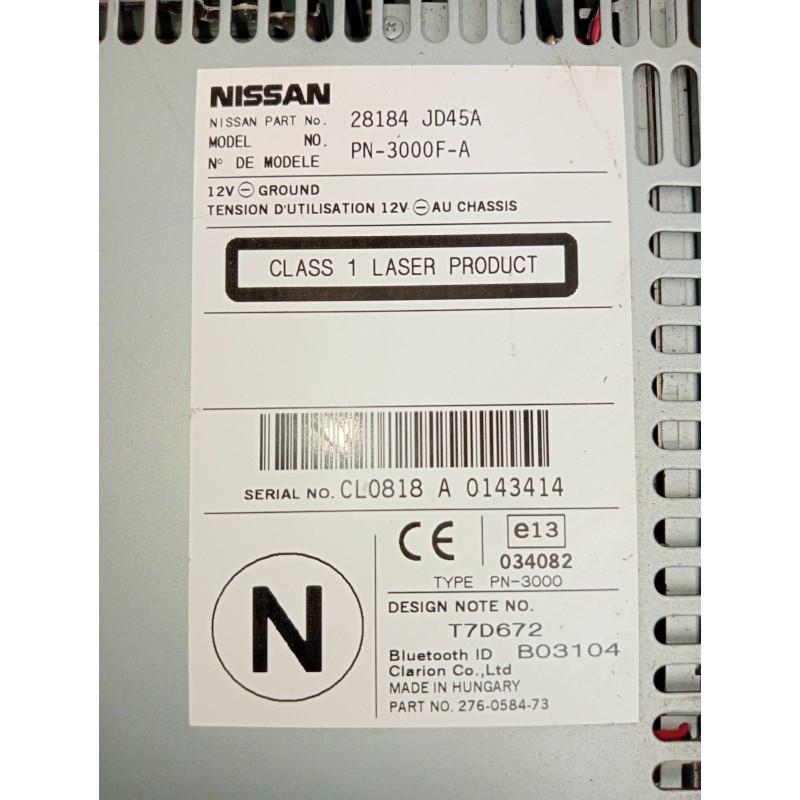 NISSAN
NISSAN PART No. 28184 JD45A
MODEL NO. PN-3000F-A
N° DE MODELE
12V ⊖ GROUND
TENSION D'UTILISATION 12V ⊖ AU CHASSIS
CLASS 1 LASER PRODUCT
SERIAL NO. CL0818 A 0143414
CE e13
034082
TYPE PN-3000
N
DESIGN NOTE NO.
T7D672
Bluetooth ID B03104
Clarion Co.,Ltd
MADE IN HUNGARY
PART NO. 276-0584-73